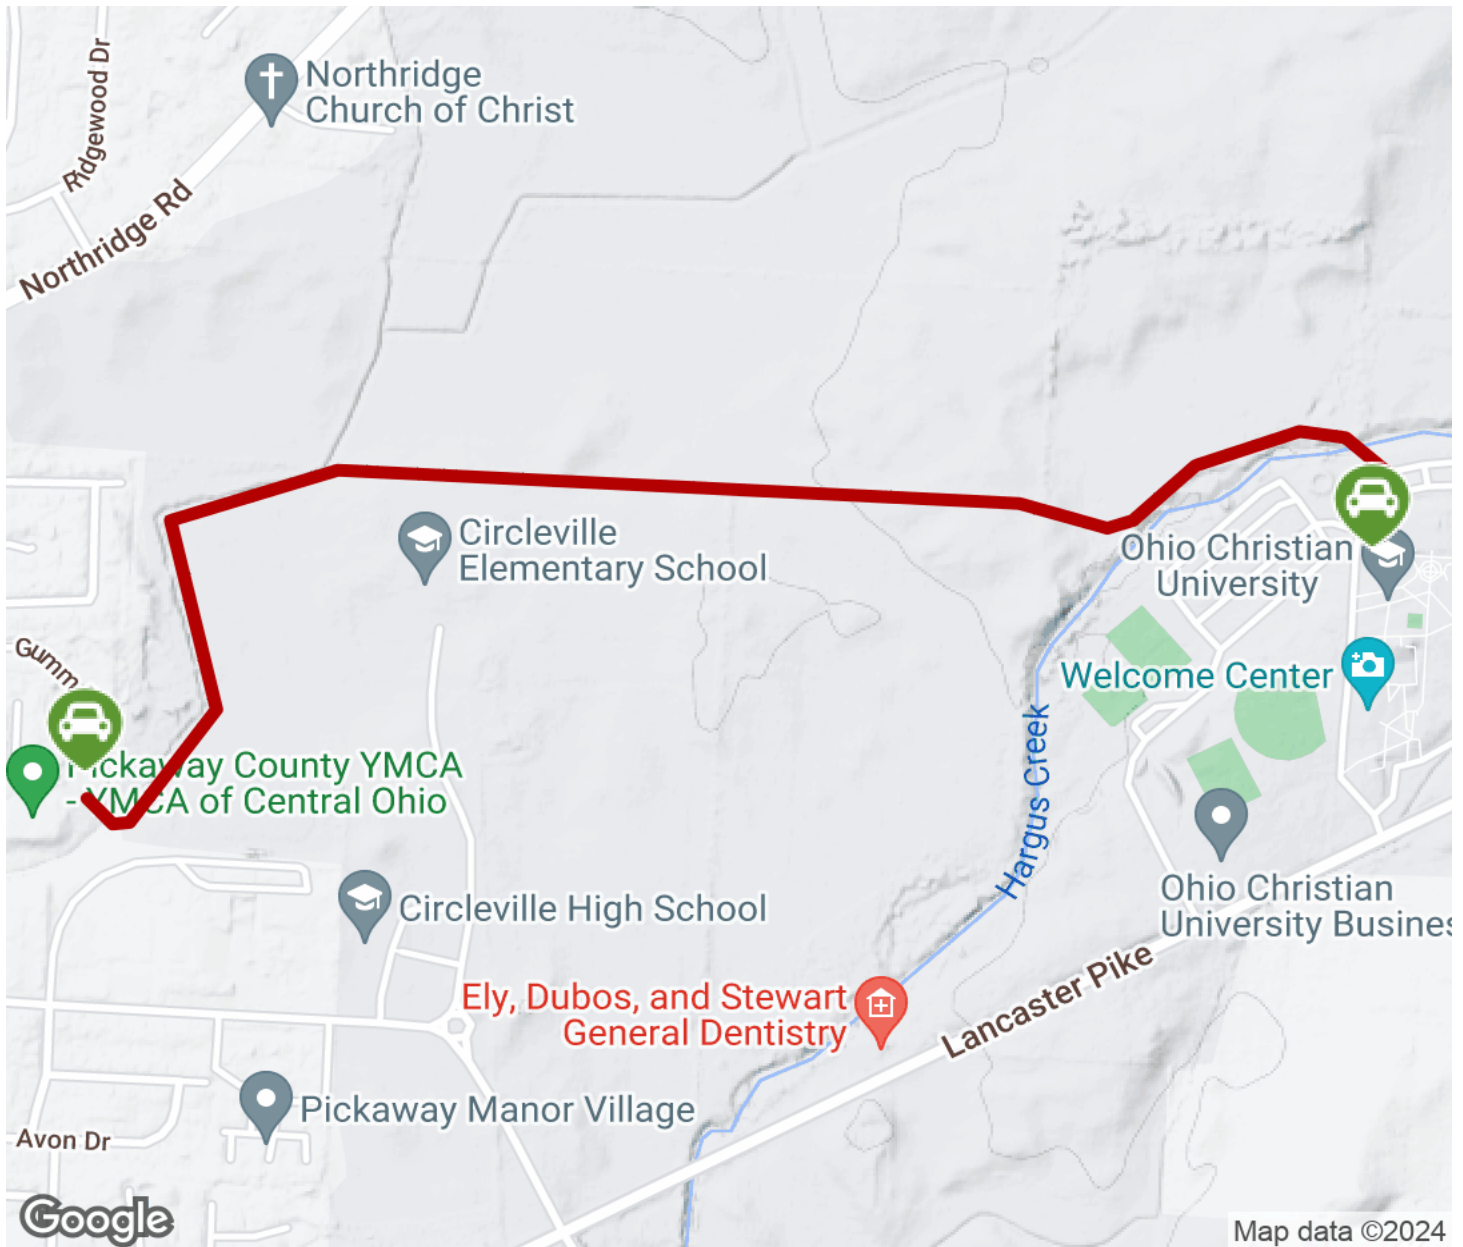 Ridgewood Dr
Northridge
Church of Christ
Northridge Rd
Circleville
Elementary School
Ohio Christian
University
Gumm
Welcome Center
Pickaway County YMCA
- YMCA of Central Ohio
Hargus Creek
Ohio Christian
University Busines
Circleville High School
Lancaster Pike
Ely, Dubos, and Stewart
General Dentistry
Pickaway Manor Village
Avon Dr
Google
Map data ©2024